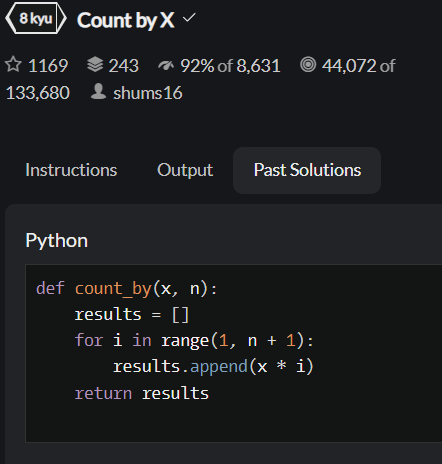 8 kyu Count by X
1169 243 92% of 8,631 44,072 of
133,680 shums16
Instructions Output Past Solutions
Python
def count_by(x, n):
    results = []
    for i in range(1, n + 1):
        results.append(x * i)
    return results